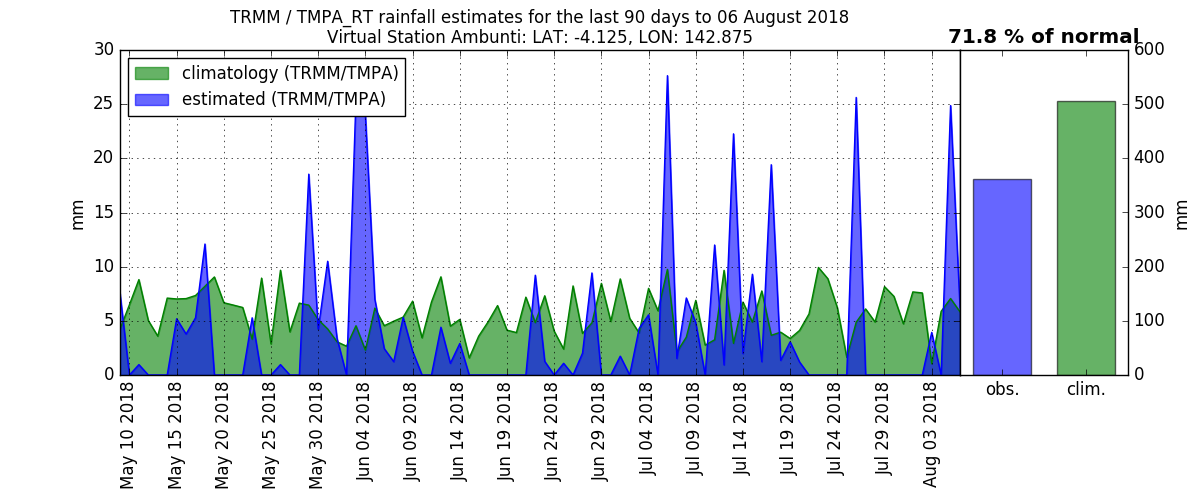 TRMM / TMPA_RT rainfall estimates for the last 90 days to 06 August 2018
Virtual Station Ambunti: LAT: -4.125, LON: 142.875
71.8 % of normal
climatology (TRMM/TMPA)
estimated (TRMM/TMPA)
30
25
20
15
10
5
0
mm
600
500
400
300
200
100
0
mm
May 10 2018
May 15 2018
May 20 2018
May 25 2018
May 30 2018
Jun 04 2018
Jun 09 2018
Jun 14 2018
Jun 19 2018
Jun 24 2018
Jun 29 2018
Jul 04 2018
Jul 09 2018
Jul 14 2018
Jul 19 2018
Jul 24 2018
Jul 29 2018
Aug 03 2018
obs.
clim.